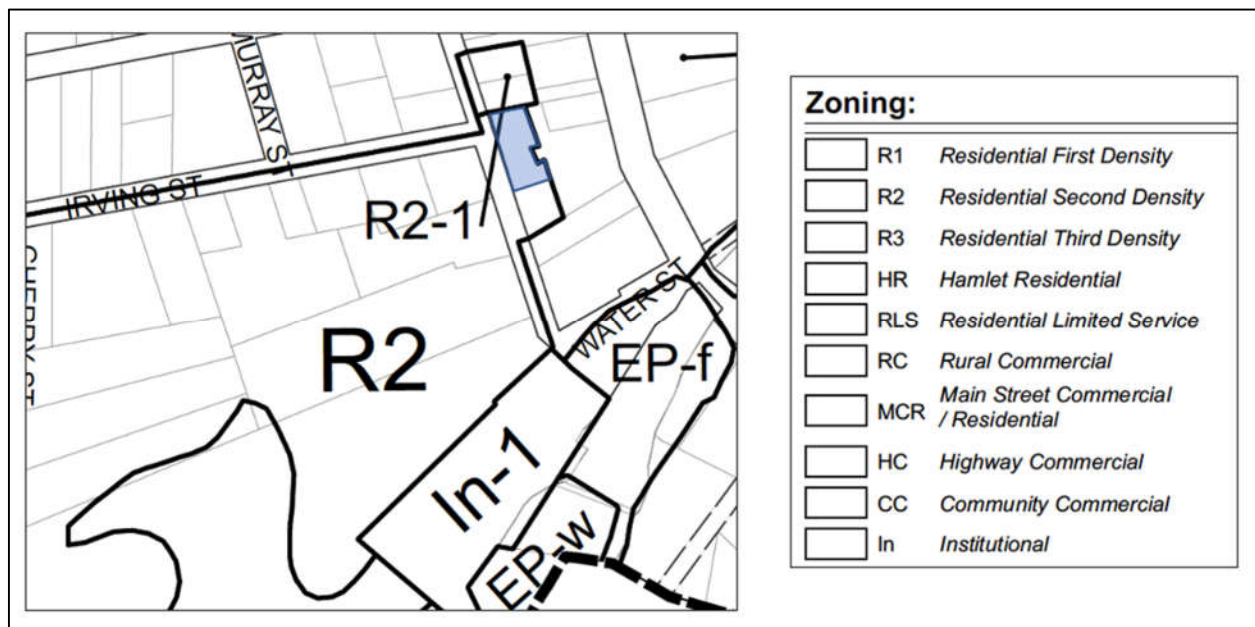 MURRAY ST
IRVING ST
R2-1
CHERRY ST
R2
WATER ST
EP-f
In-1
EP-w
Zoning:
R1 Residential First Density
R2 Residential Second Density
R3 Residential Third Density
HR Hamlet Residential
RLS Residential Limited Service
RC Rural Commercial
MCR Main Street Commercial
/ Residential
HC Highway Commercial
CC Community Commercial
In Institutional